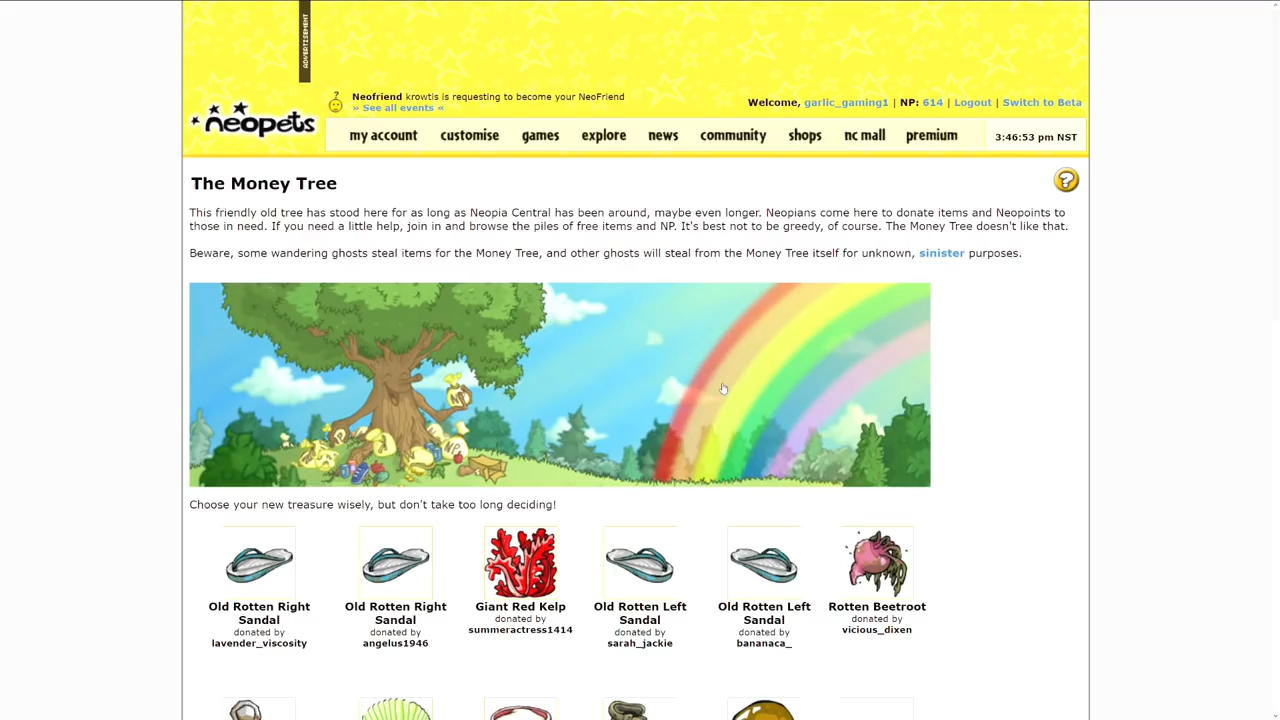 ADVERTISEMENT
Neofriend krowtis is requesting to become your NeoFriend
» See all events «
Welcome, garlic_gaming1 | NP: 614 | Logout | Switch to Beta
neopets
my account customise games explore news community shops nc mall premium
3:46:53 pm NST
The Money Tree
?
This friendly old tree has stood here for as long as Neopia Central has been around, maybe even longer. Neopians come here to donate items and Neopoints to
those in need. If you need a little help, join in and browse the piles of free items and NP. It's best not to be greedy, of course. The Money Tree doesn't like that.
Beware, some wandering ghosts steal items for the Money Tree, and other ghosts will steal from the Money Tree itself for unknown, sinister purposes.
NP
NP
Choose your new treasure wisely, but don't take too long deciding!
Old Rotten Right
Sandal
donated by
lavender_viscosity
Old Rotten Right
Sandal
donated by
angelus1946
Giant Red Kelp
donated by
summeractress1414
Old Rotten Left
Sandal
donated by
sarah_jackie
Old Rotten Left
Sandal
donated by
bananaca_
Rotten Beetroot
donated by
vicious_dixen